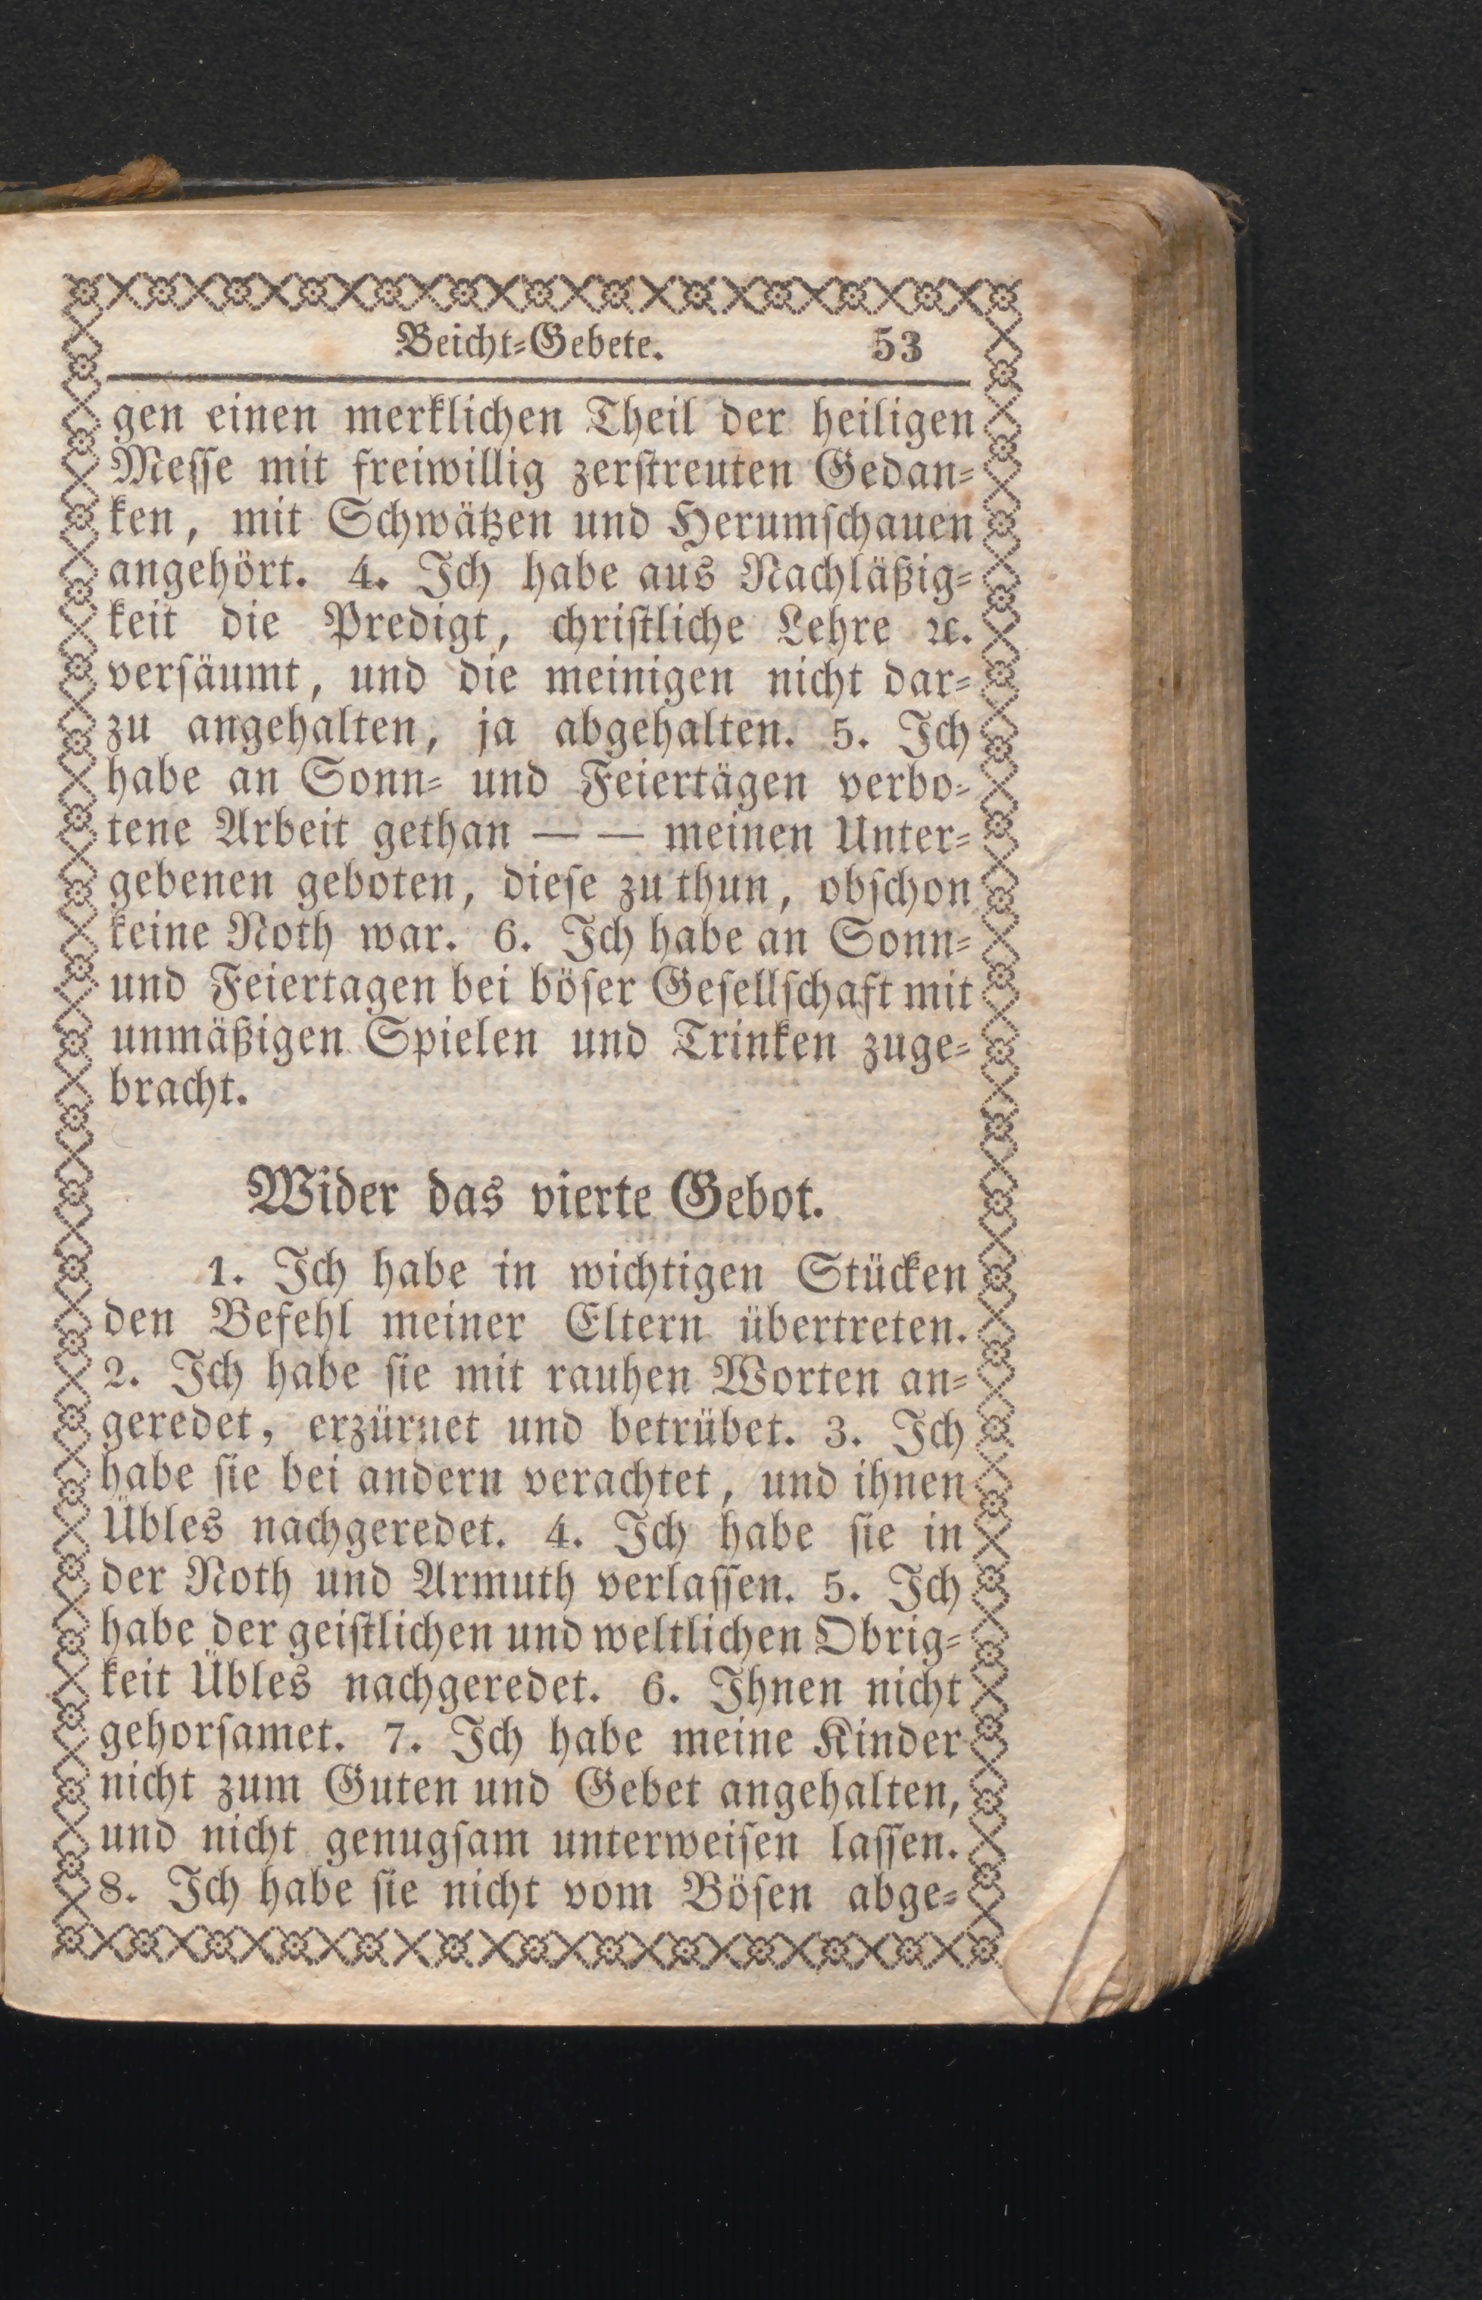 Beicht-Gebete. 53
gen einen merklichen Theil der heiligen
Messe mit freiwillig zerstreuten Gedan-
ken, mit Schwätzen und Herumschauen
angehört. 4. Ich habe aus Nachläßig-
keit die Predigt, christliche Lehre ꝛc.
versäumt, und die meinigen nicht dar-
zu angehalten, ja abgehalten. 5. Ich
habe an Sonn- und Feiertägen verbo-
tene Arbeit gethan — — meinen Unter-
gebenen geboten, diese zu thun, obschon
keine Noth war. 6. Ich habe an Sonn-
und Feiertagen bei böser Gesellschaft mit
unmäßigen Spielen und Trinken zuge-
bracht.
Wider das vierte Gebot.
1. Ich habe in wichtigen Stücken
den Befehl meiner Eltern übertreten.
2. Ich habe sie mit rauhen Worten an-
geredet, erzürnet und betrübet. 3. Ich
habe sie bei andern verachtet, und ihnen
Übles nachgeredet. 4. Ich habe sie in
der Noth und Armuth verlassen. 5. Ich
habe der geistlichen und weltlichen Obrig-
keit Übles nachgeredet. 6. Ihnen nicht
gehorsamet. 7. Ich habe meine Kinder
nicht zum Guten und Gebet angehalten,
und nicht genugsam unterweisen lassen.
8. Ich habe sie nicht vom Bösen abge-